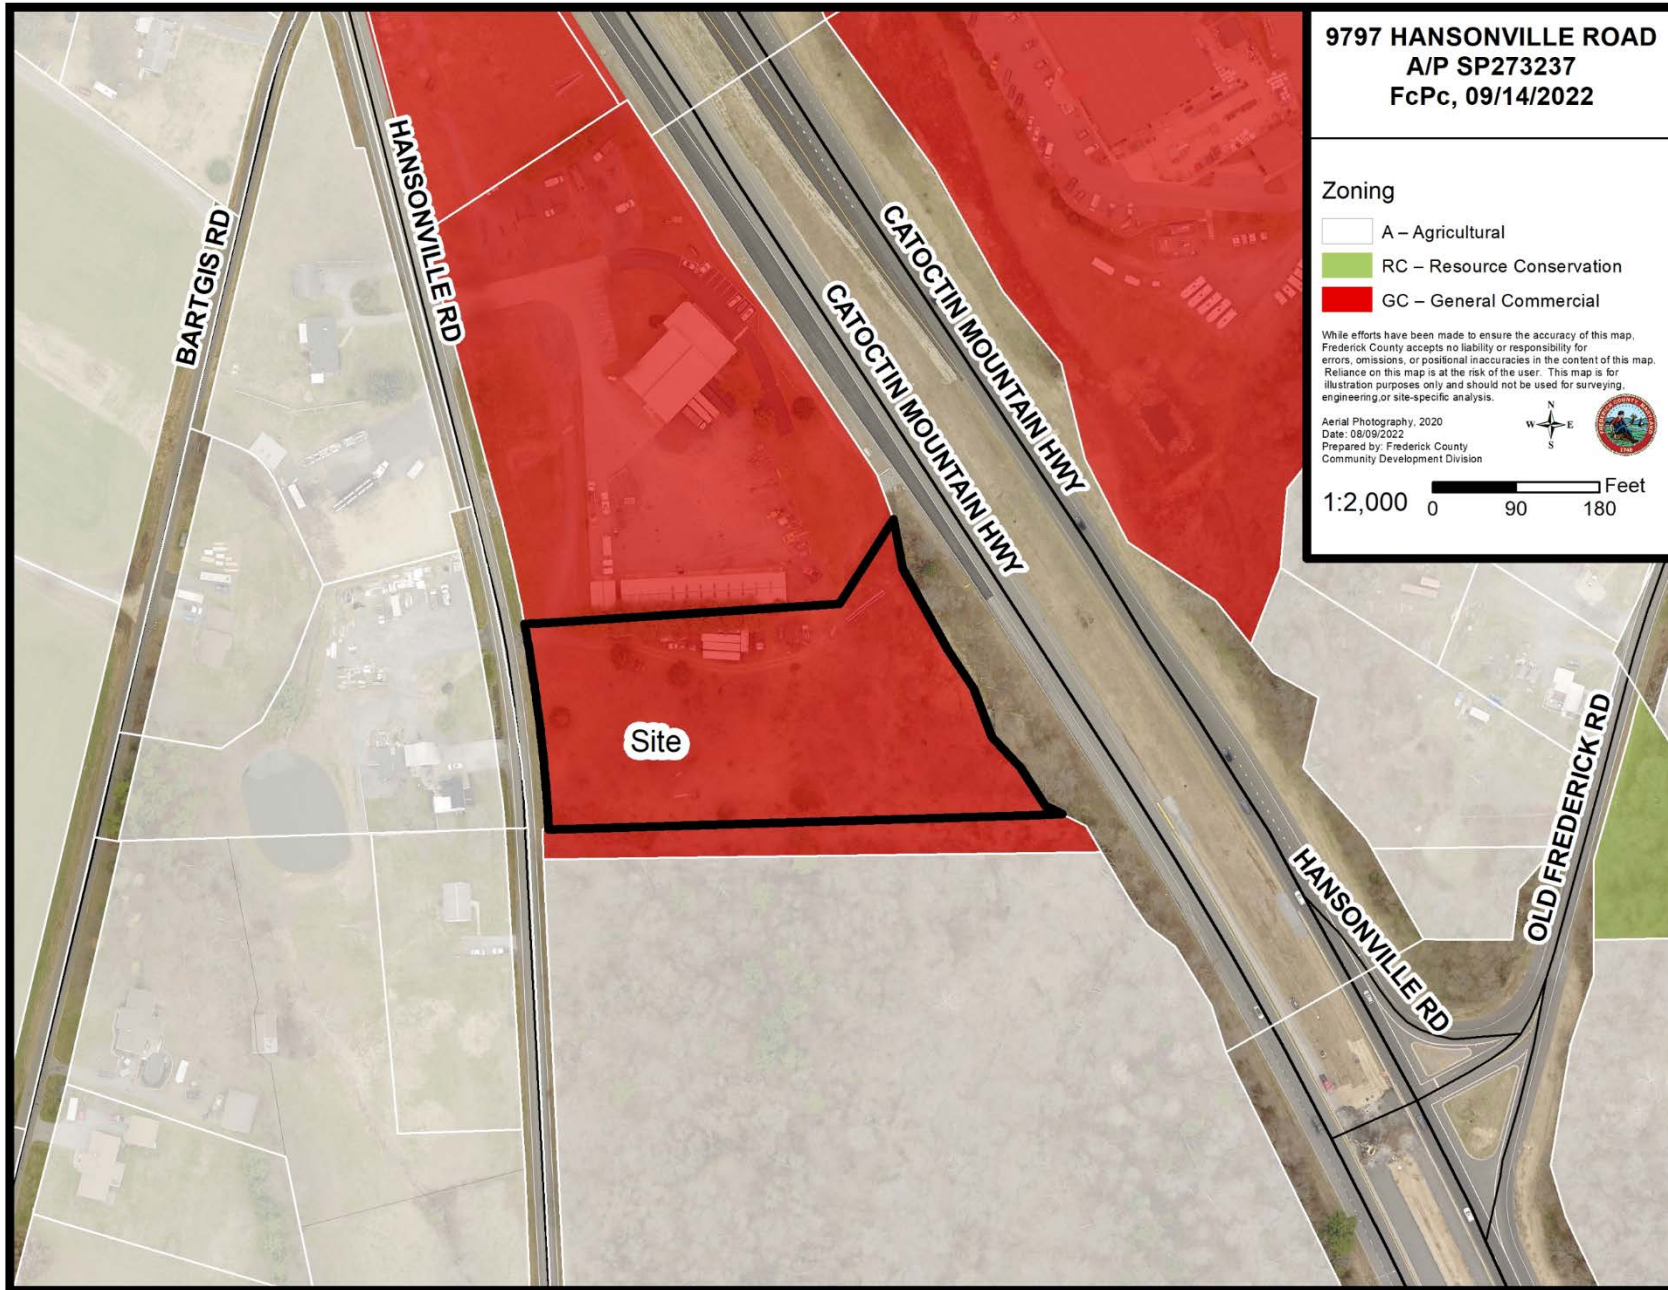 9797 HANSONVILLE ROAD
A/P SP273237
FcPc, 09/14/2022
Zoning
A – Agricultural
RC – Resource Conservation
GC – General Commercial
While efforts have been made to ensure the accuracy of this map,
Frederick County accepts no liability or responsibility for
errors, omissions, or positional inaccuracies in the content of this map.
Reliance on this map is at the risk of the user. This map is for
illustration purposes only and should not be used for surveying,
engineering,or site-specific analysis.
Aerial Photography, 2020
Date: 08/09/2022
Prepared by: Frederick County
Community Development Division
N
W E
S
1:2,000
Feet
0 90 180
BARTGIS RD
HANSONVILLE RD
CATOCTIN MOUNTAIN HWY
CATOCTIN MOUNTAIN HWY
Site
HANSONVILLE RD
OLD FREDERICK RD